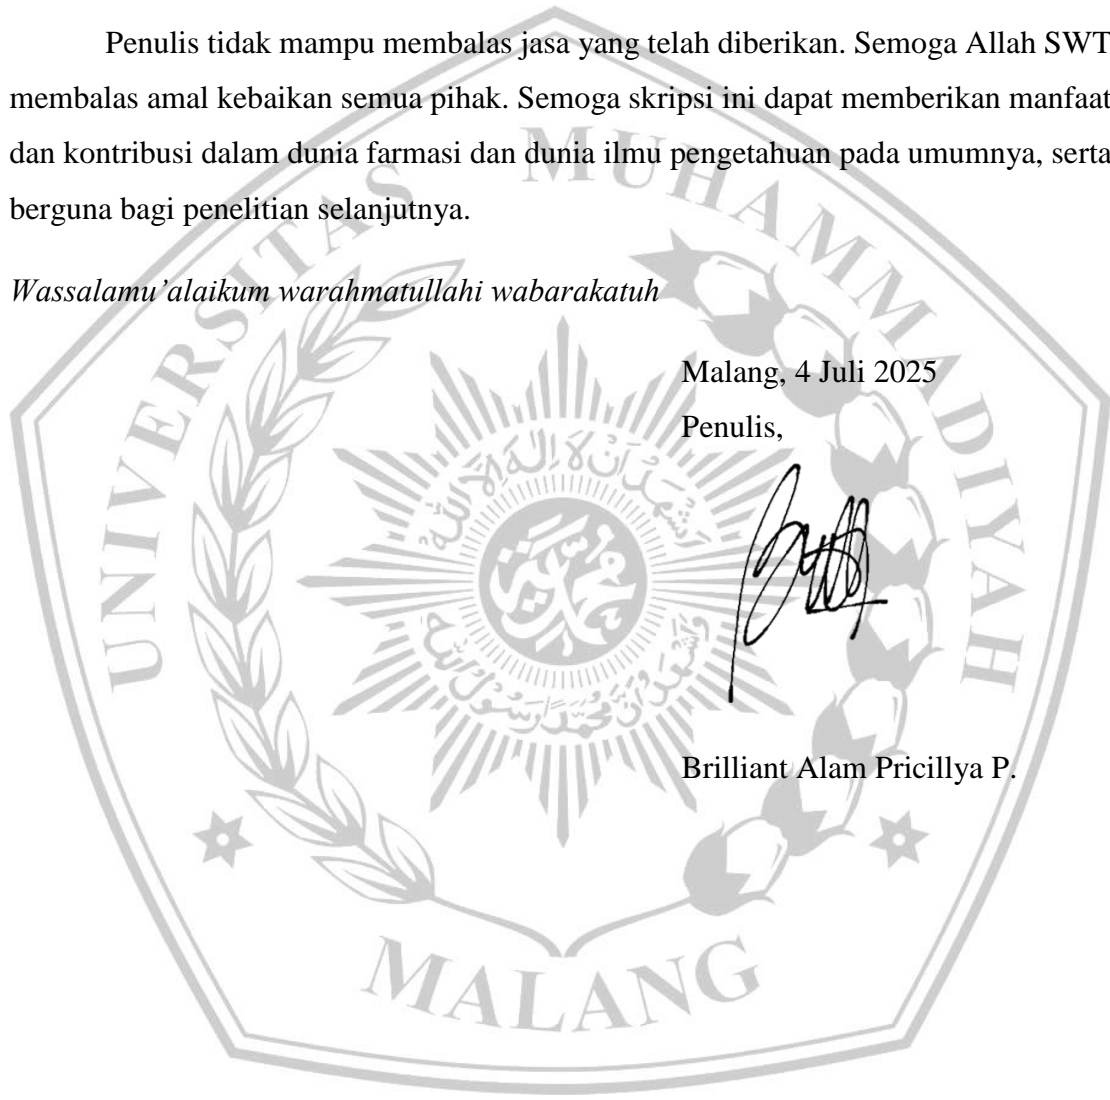 Penulis tidak mampu membalas jasa yang telah diberikan. Semoga Allah SWT
membalas amal kebaikan semua pihak. Semoga skripsi ini dapat memberikan manfaat
dan kontribusi dalam dunia farmasi dan dunia ilmu pengetahuan pada umumnya, serta
berguna bagi penelitian selanjutnya.
Wassalamu’alaikum warahmatullahi wabarakatuh
Malang, 4 Juli 2025
Penulis,
Brilliant Alam Pricillya P.
UNIVERSITAS MUHAMMADIYAH
MALANG